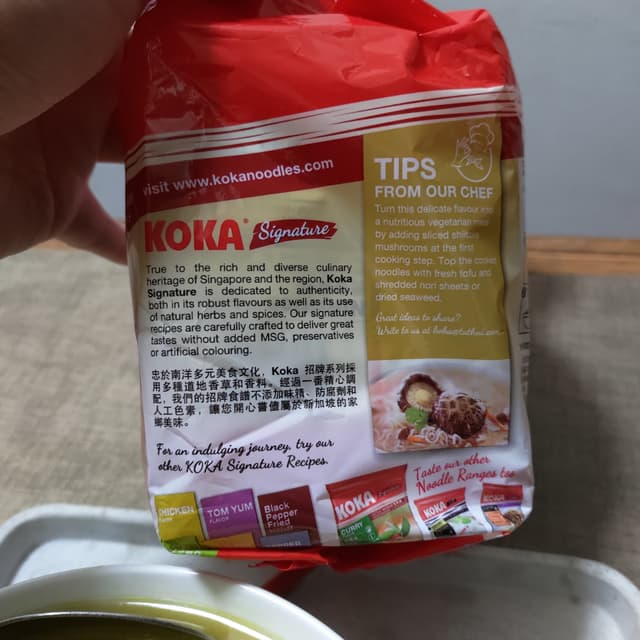 visit www.kokanoodles.com
KOKA® Signature
True to the rich and diverse culinary
heritage of Singapore and the region, Koka
Signature is dedicated to authenticity,
both in its robust flavours as well as its use
of natural herbs and spices. Our signature
recipes are carefully crafted to deliver great
tastes without added MSG, preservatives
or artificial colouring.
忠於南洋多元美食文化，Koka 招牌系列採
用多種道地香草和香料。經過一番精心調
配，我們的招牌食譜不添加味精、防腐劑和
人工色素，讓您開心嘗儘屬於新加坡的家
鄉美味。
For an indulging journey, try our
other KOKA Signature Recipes.
TIPS
FROM OUR CHEF
Turn this delicate flavour into
a nutritious vegetarian meal
by adding sliced shiitake
mushrooms at the first
cooking step. Top the cooked
noodles with fresh tofu and
shredded nori sheets or
dried seaweed.
Great ideas to share?
Write to us at
Taste our other
Noodle Ranges too
CHICKEN
TOM YUM
FLAVOR
Black
Pepper
Fried
KOKA
CURRY
KOKA
KOKA